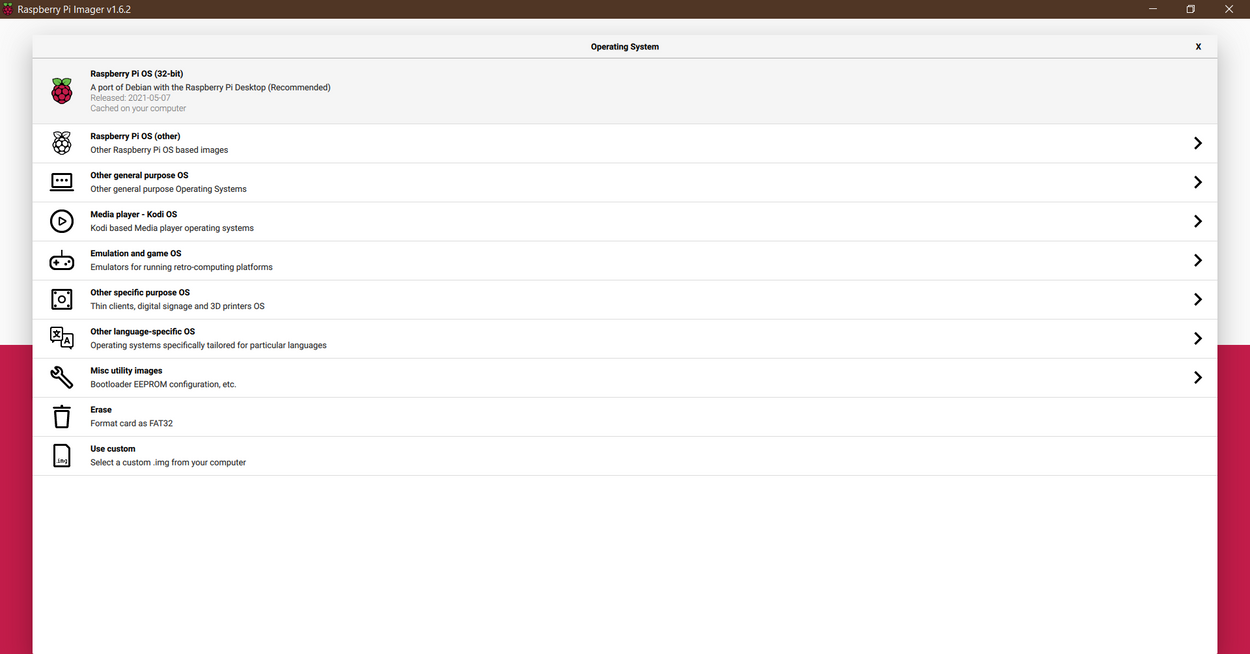 Raspberry Pi Imager v1.6.2
Operating System
X
Raspberry Pi OS (32-bit)
A port of Debian with the Raspberry Pi Desktop (Recommended)
Released: 2021-05-07
Cached on your computer
Raspberry Pi OS (other)
Other Raspberry Pi OS based images
Other general purpose OS
Other general purpose Operating Systems
Media player - Kodi OS
Kodi based Media player operating systems
Emulation and game OS
Emulators for running retro-computing platforms
Other specific purpose OS
Thin clients, digital signage and 3D printers OS
文
A
Other language-specific OS
Operating systems specifically tailored for particular languages
Misc utility images
Bootloader EEPROM configuration, etc.
Erase
Format card as FAT32
.img
Use custom
Select a custom .img from your computer